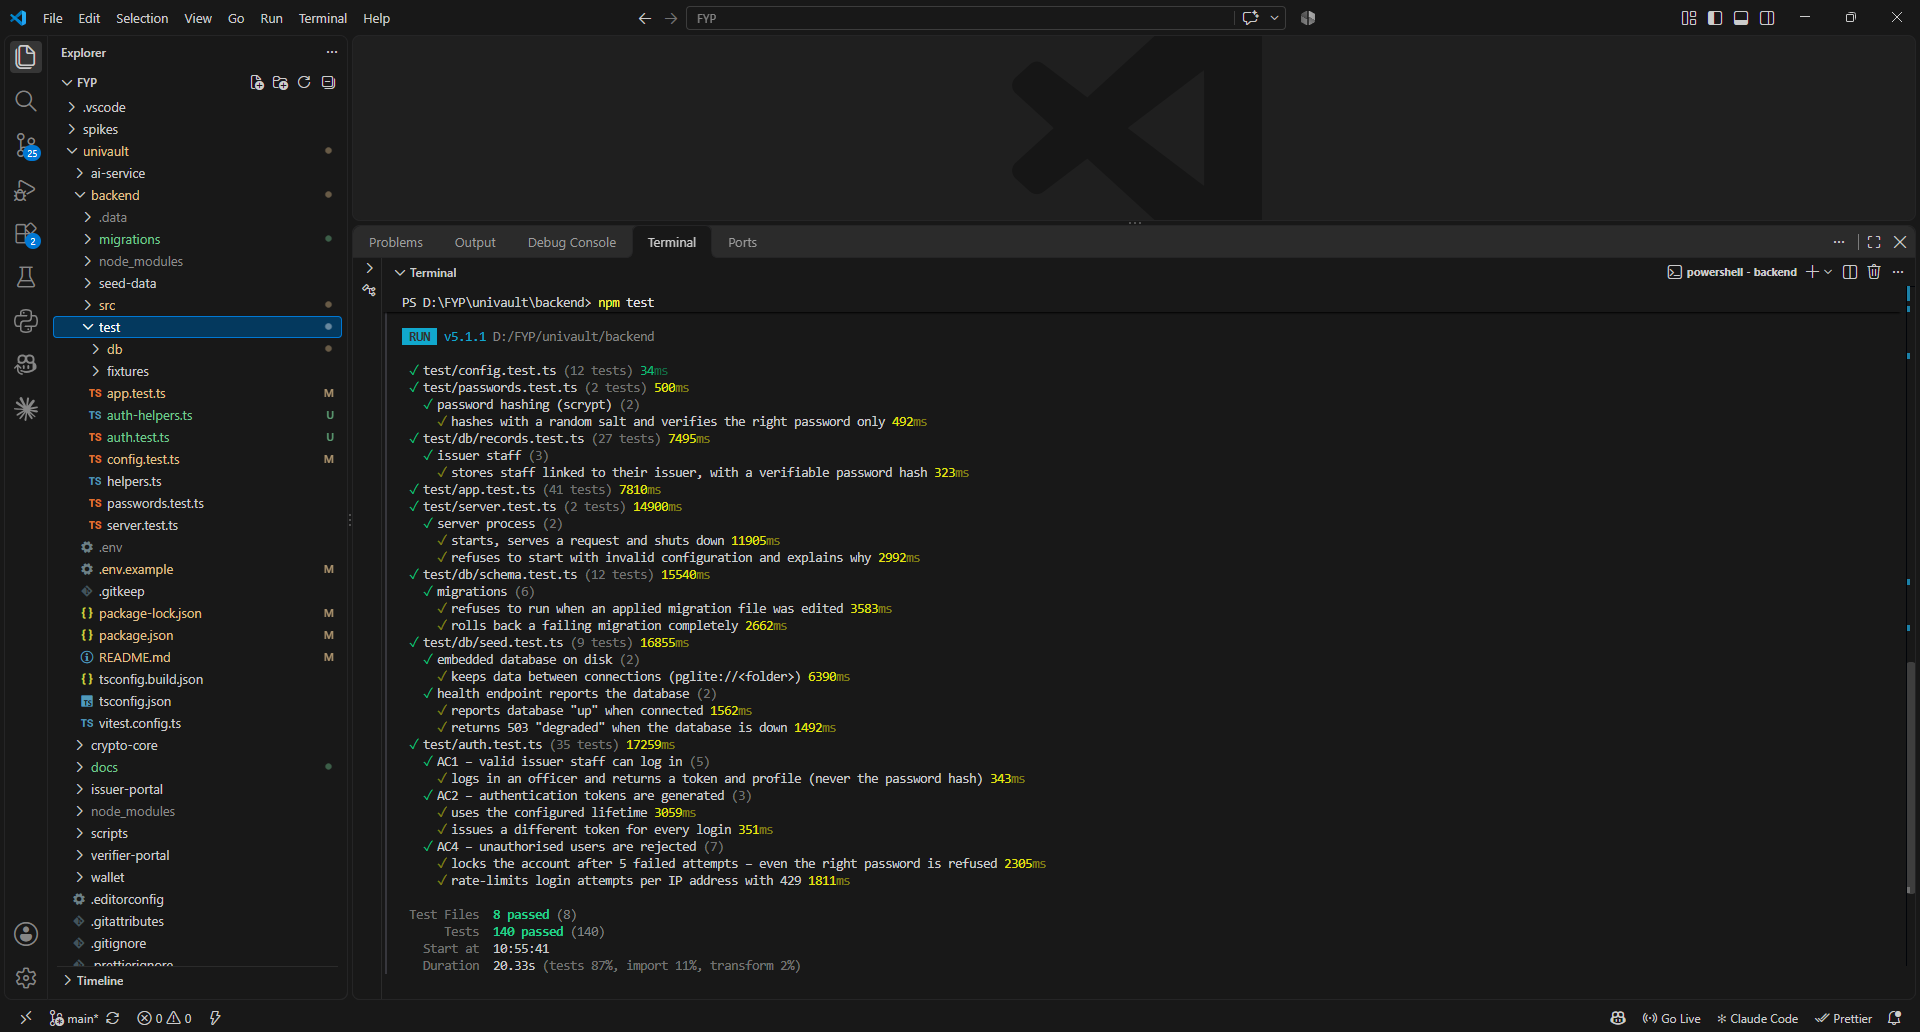 File Edit Selection View Go Run Terminal Help
FYP
Explorer
FYP
.vscode
spikes
univault
ai-service
backend
.data
migrations
node_modules
seed-data
src
test
db
fixtures
TS app.test.ts M
TS auth-helpers.ts U
TS auth.test.ts U
TS config.test.ts M
TS helpers.ts
TS passwords.test.ts
TS server.test.ts
.env
.env.example M
.gitkeep
{} package-lock.json M
{} package.json M
README.md M
{} tsconfig.build.json
tsconfig.json
TS vitest.config.ts
crypto-core
docs
issuer-portal
node_modules
scripts
verifier-portal
wallet
.editorconfig
.gitattributes
.gitignore
.prettierignore
Timeline
25
2
Problems Output Debug Console Terminal Ports
Terminal
powershell - backend
PS D:\FYP\univault\backend> npm test
RUN v5.1.1 D:/FYP/univault/backend
✓ test/config.test.ts (12 tests) 34ms
✓ test/passwords.test.ts (2 tests) 500ms
✓ password hashing (scrypt) (2)
✓ hashes with a random salt and verifies the right password only 492ms
✓ test/db/records.test.ts (27 tests) 7495ms
✓ issuer staff (3)
✓ stores staff linked to their issuer, with a verifiable password hash 323ms
✓ test/app.test.ts (41 tests) 7810ms
✓ test/server.test.ts (2 tests) 14900ms
✓ server process (2)
✓ starts, serves a request and shuts down 11905ms
✓ refuses to start with invalid configuration and explains why 2992ms
✓ test/db/schema.test.ts (12 tests) 15540ms
✓ migrations (6)
✓ refuses to run when an applied migration file was edited 3583ms
✓ rolls back a failing migration completely 2662ms
✓ test/db/seed.test.ts (9 tests) 16855ms
✓ embedded database on disk (2)
✓ keeps data between connections (pglite://<folder>) 6390ms
✓ health endpoint reports the database (2)
✓ reports database "up" when connected 1562ms
✓ returns 503 "degraded" when the database is down 1492ms
✓ test/auth.test.ts (35 tests) 17259ms
✓ AC1 – valid issuer staff can log in (5)
✓ logs in an officer and returns a token and profile (never the password hash) 343ms
✓ AC2 – authentication tokens are generated (3)
✓ uses the configured lifetime 3059ms
✓ issues a different token for every login 351ms
✓ AC4 – unauthorised users are rejected (7)
✓ locks the account after 5 failed attempts – even the right password is refused 2305ms
✓ rate-limits login attempts per IP address with 429 1811ms
Test Files 8 passed (8)
Tests 140 passed (140)
Start at 10:55:41
Duration 20.33s (tests 87%, import 11%, transform 2%)
main* 0 0
Go Live Claude Code Prettier